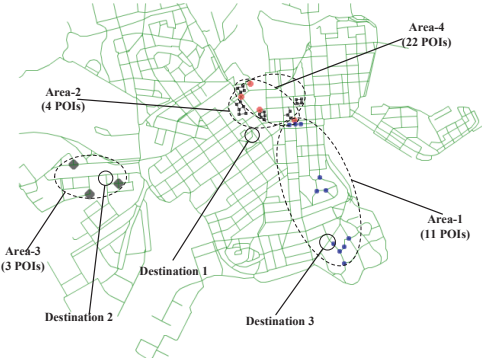 Area-4
(22 POIs)
Area-2
(4 POIs)
Area-1
(11 POIs)
Area-3
(3 POIs)
Destination 1
Destination 2
Destination 3